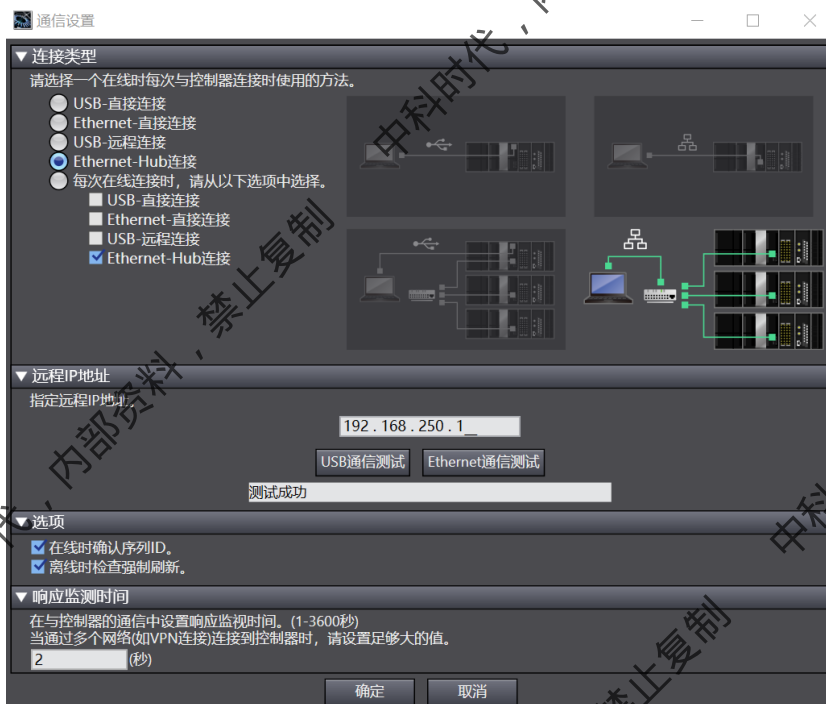 通信设置
▼连接类型
请选择一个在线时每次与控制器连接时使用的方法。
USB-直接连接
Ethernet-直接连接
USB-远程连接
Ethernet-Hub连接
每次在线连接时，请从以下选项中选择。
USB-直接连接
Ethernet-直接连接
USB-远程连接
Ethernet-Hub连接
▼远程IP地址
指定远程IP地址。
192.168.250.1_
USB通信测试 Ethernet通信测试
测试成功
▼选项
在线时确认序列ID。
离线时检查强制刷新。
▼响应监测时间
在与控制器的通信中设置响应监视时间。(1-3600秒)
当通过多个网络(如VPN连接)连接到控制器时，请设置足够大的值。
2 (秒)
确定 取消
中科时代，内
代，内部资料，禁止复制
中科
禁止复制